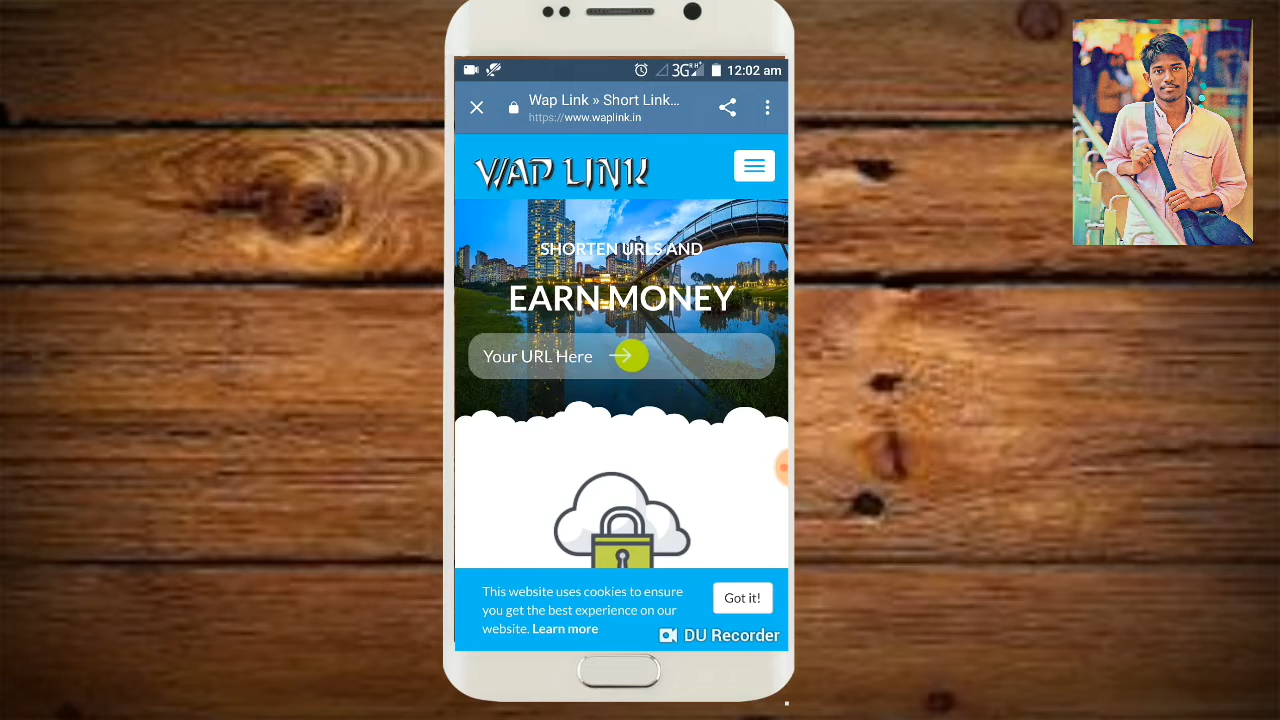 3G
R H+
12:02 am
Wap Link » Short Link...
https://www.waplink.in
WAP LINK
SHORTEN URLS AND
EARN MONEY
Your URL Here
This website uses cookies to ensure
you get the best experience on our
website. Learn more
Got it!
DU Recorder